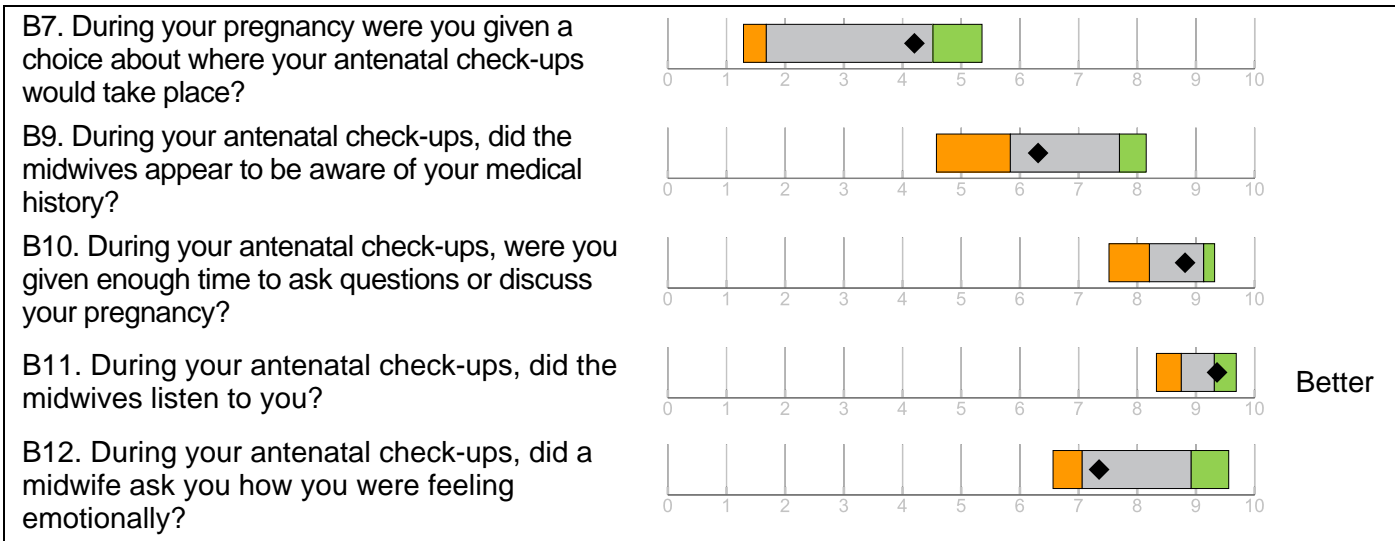 B7. During your pregnancy were you given a
choice about where your antenatal check-ups
would take place?
0 1 2 3 4 5 6 7 8 9 10
B9. During your antenatal check-ups, did the
midwives appear to be aware of your medical
history?
0 1 2 3 4 5 6 7 8 9 10
B10. During your antenatal check-ups, were you
given enough time to ask questions or discuss
your pregnancy?
0 1 2 3 4 5 6 7 8 9 10
B11. During your antenatal check-ups, did the
midwives listen to you?
0 1 2 3 4 5 6 7 8 9 10
Better
B12. During your antenatal check-ups, did a
midwife ask you how you were feeling
emotionally?
0 1 2 3 4 5 6 7 8 9 10